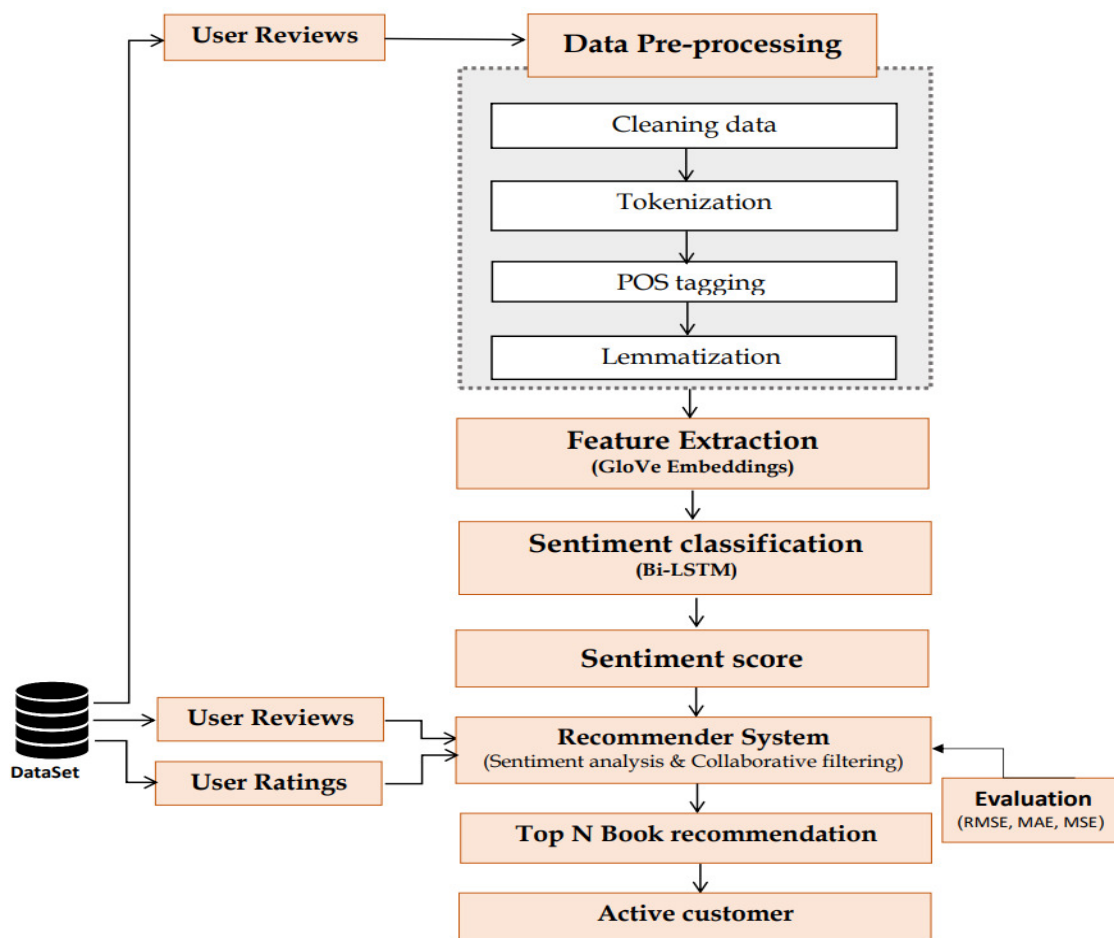 User Reviews
Data Pre-processing
Cleaning data
Tokenization
POS tagging
Lemmatization
Feature Extraction
(GloVe Embeddings)
Sentiment classification
(Bi-LSTM)
Sentiment score
DataSet
User Reviews
User Ratings
Recommender System
(Sentiment analysis & Collaborative filtering)
Evaluation
(RMSE, MAE, MSE)
Top N Book recommendation
Active customer